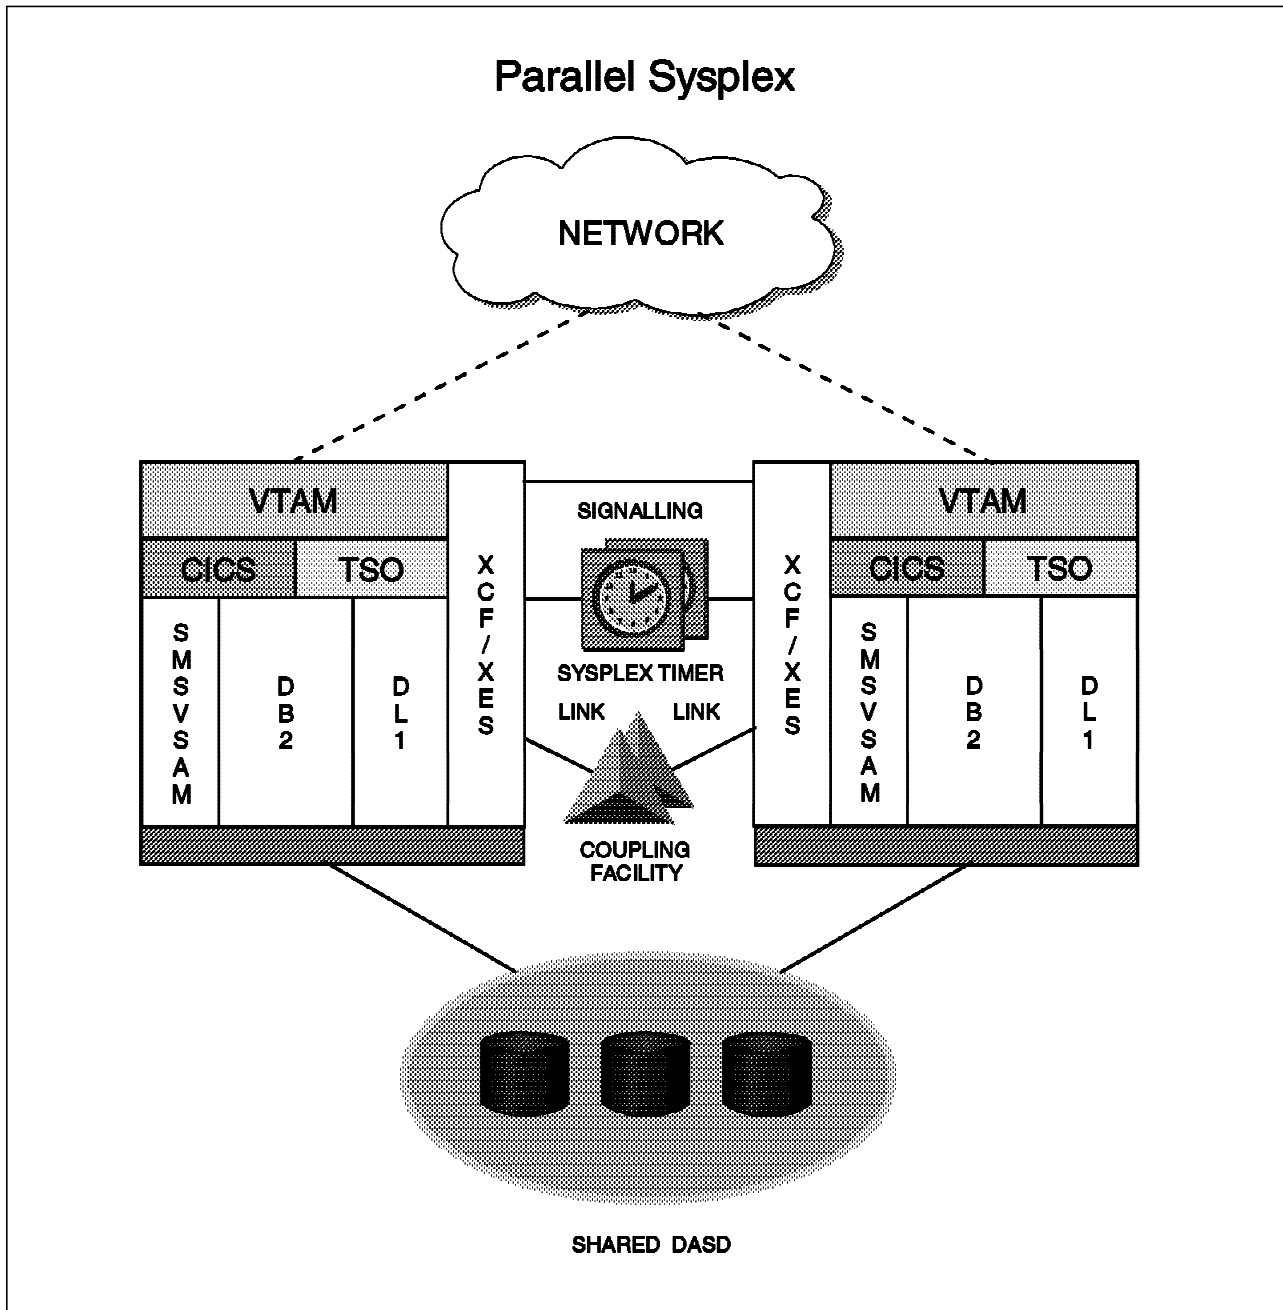 Parallel Sysplex
NETWORK
VTAM
CICS
TSO
SMSVSAM
DB2
DL1
XCF/XES
SIGNALLING
SYSPLEX TIMER
LINK
LINK
COUPLING
FACILITY
XCF/XES
VTAM
CICS
TSO
SMSVSAM
DB2
DL1
SHARED DASD